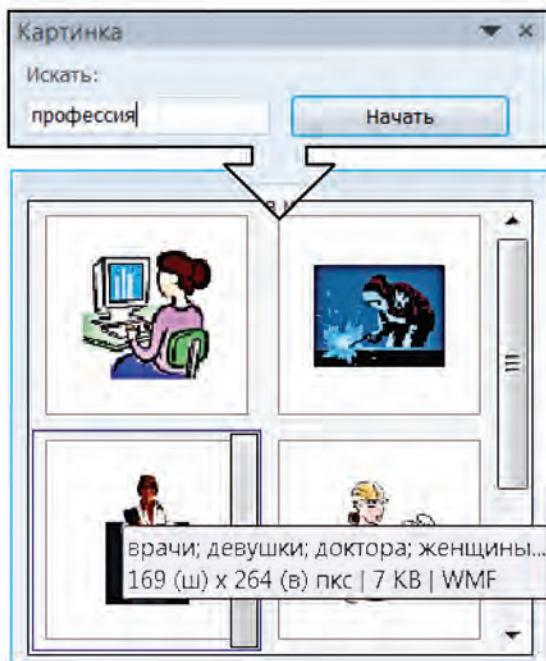 Картинка
Искать:
профессия
Начать
врачи; девушки; доктора; женщины...
169 (ш) x 264 (в) пкс | 7 KB | WMF